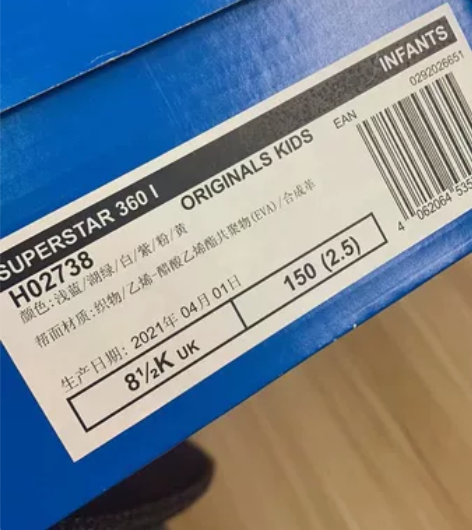 SUPERSTAR 360 I
INFANTS
H02738
ORIGINALS KIDS
EAN
0292026651
颜色:浅蓝/湖绿/白/紫/粉/黄
帮面材质:织物/乙烯-醋酸乙烯酯共聚物(EVA)/合成革
生产日期: 2021年 04月 01日
8½K UK
150 (2.5)
4 062064